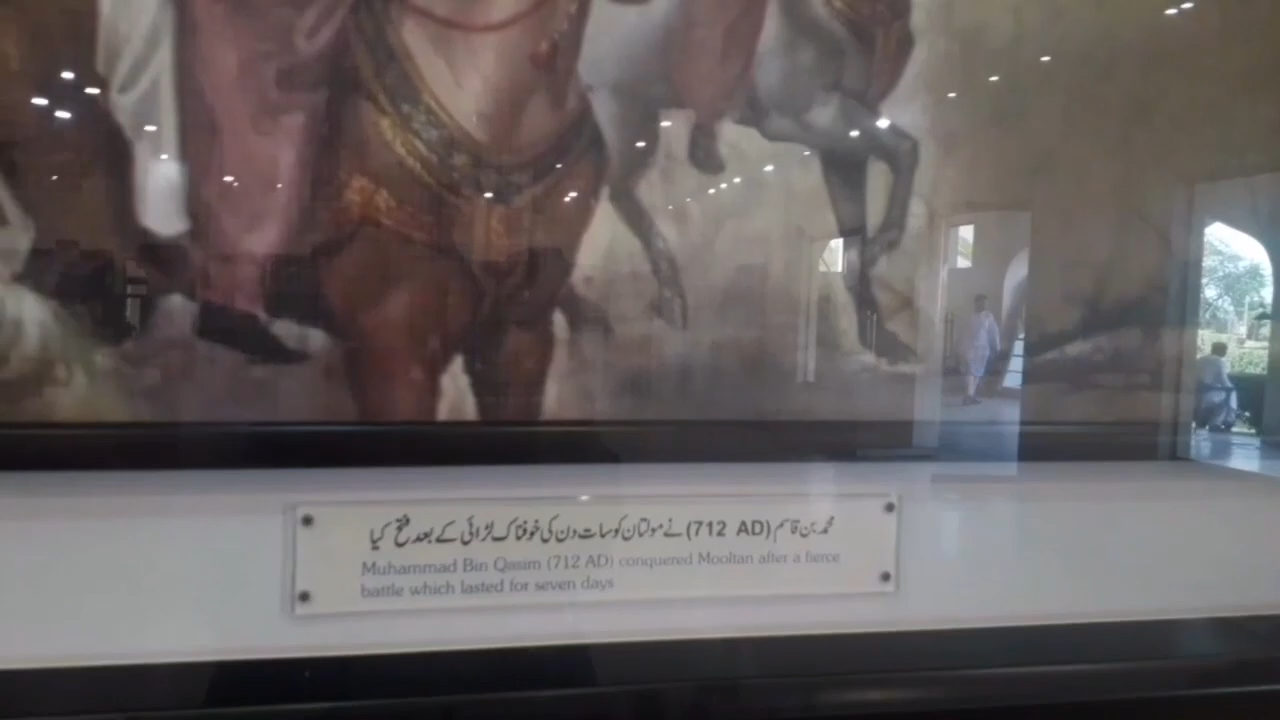 محمد بن قاسم (712 AD) نے مولتان کو سات دن کی خوفناک لڑائی کے بعد فتح کیا
Muhammad Bin Qasim (712 AD) conquered Mooltan after a fierce
battle which lasted for seven days